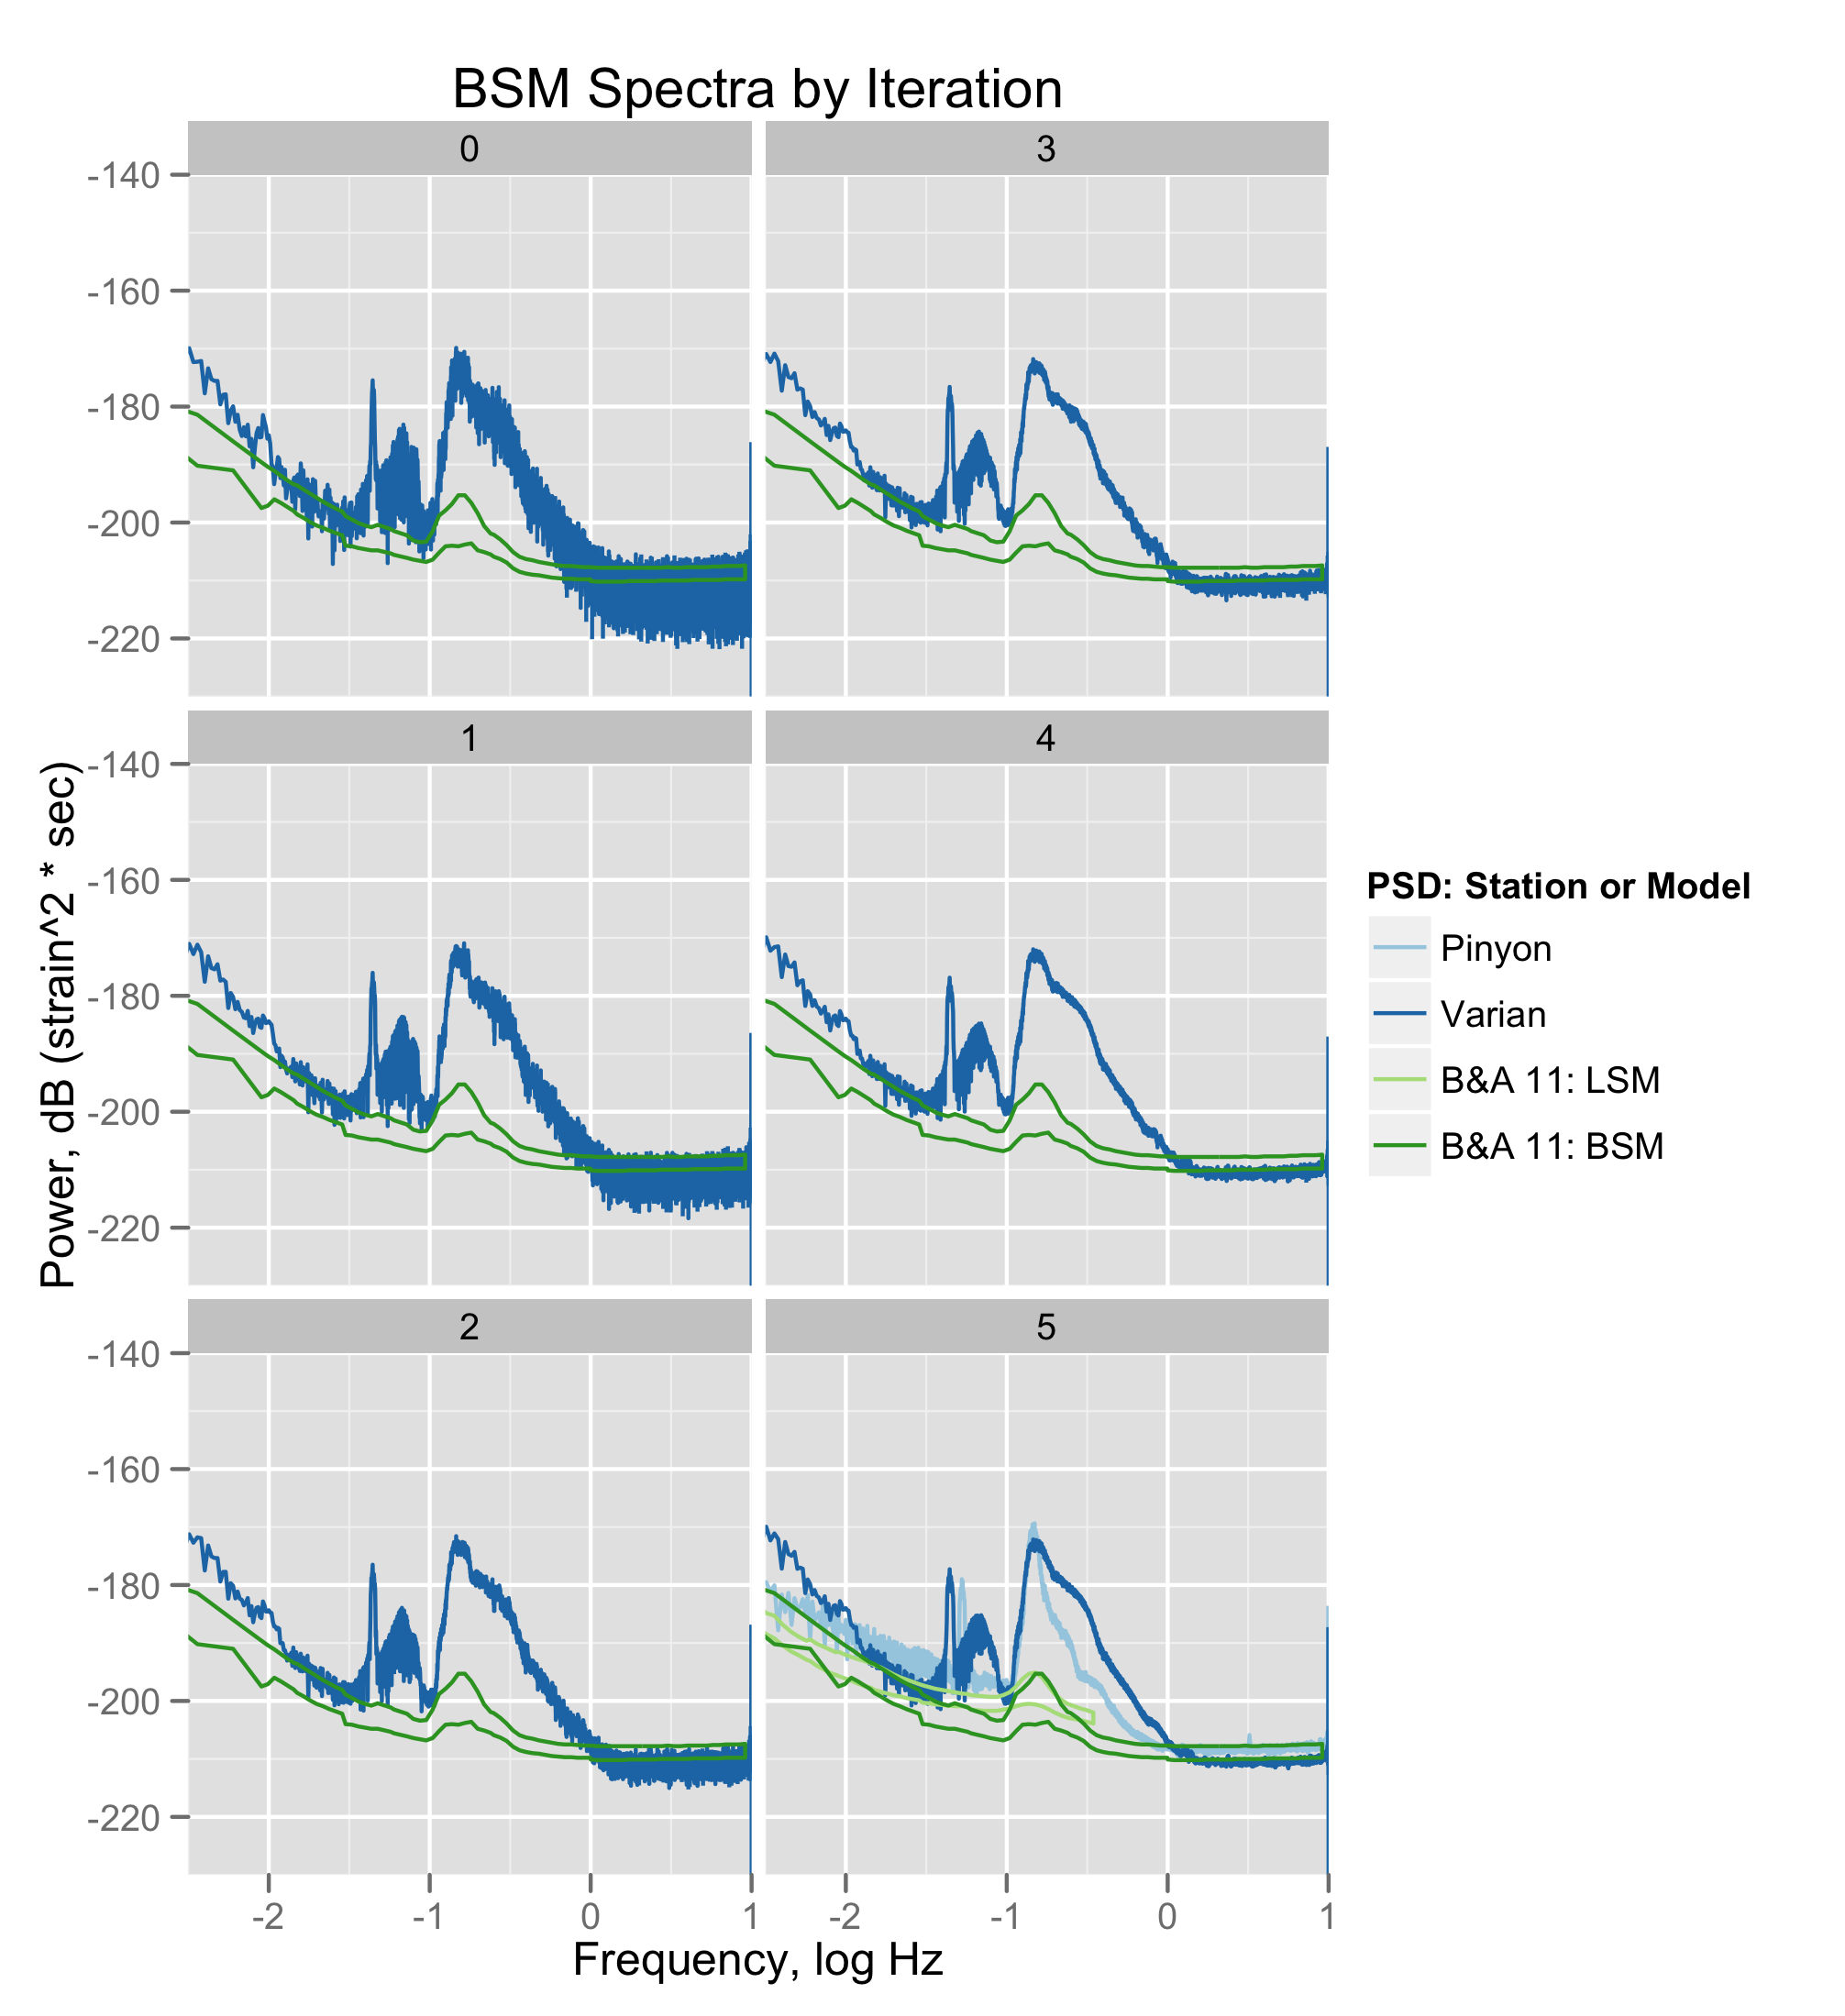 BSM Spectra by Iteration
0
3
-140
-160
-180
-200
-220
1
4
-140
-160
-180
-200
-220
Power, dB (strain^2 * sec)
PSD: Station or Model
Pinyon
Varian
B&A 11: LSM
B&A 11: BSM
2
5
-140
-160
-180
-200
-220
-2 -1 0 1 -2 -1 0 1
Frequency, log Hz